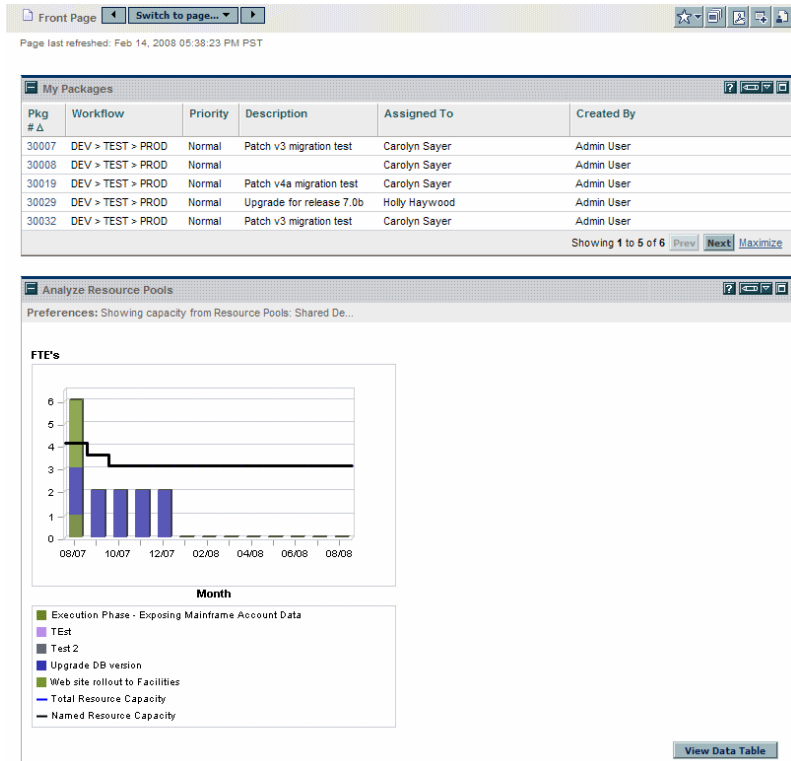 Front Page Switch to page...
Page last refreshed: Feb 14, 2008 05:38:23 PM PST
My Packages
Pkg # Δ Workflow Priority Description Assigned To Created By
30007 DEV > TEST > PROD Normal Patch v3 migration test Carolyn Sayer Admin User
30008 DEV > TEST > PROD Normal Carolyn Sayer Admin User
30019 DEV > TEST > PROD Normal Patch v4a migration test Carolyn Sayer Admin User
30029 DEV > TEST > PROD Normal Upgrade for release 7.0b Holly Haywood Admin User
30032 DEV > TEST > PROD Normal Patch v3 migration test Carolyn Sayer Admin User
Showing 1 to 5 of 6 Prev Next Maximize
Analyze Resource Pools
Preferences: Showing capacity from Resource Pools: Shared De...
FTE's
6
5
4
3
2
1
0
08/07 10/07 12/07 02/08 04/08 06/08 08/08
Month
Execution Phase - Exposing Mainframe Account Data
TEst
Test 2
Upgrade DB version
Web site rollout to Facilities
Total Resource Capacity
Named Resource Capacity
View Data Table